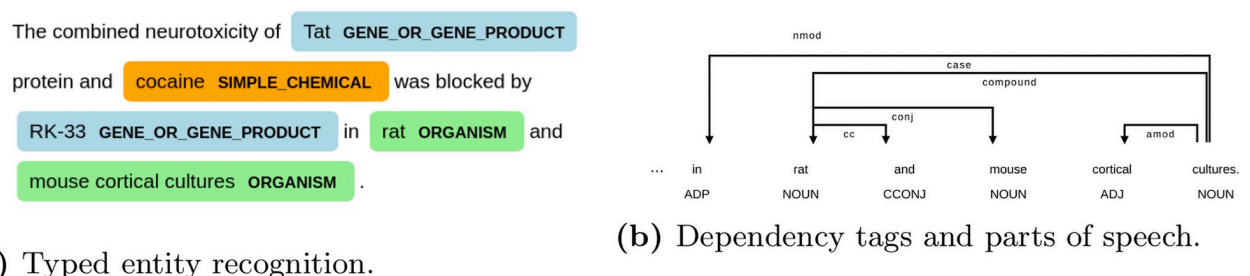 The combined neurotoxicity of Tat GENE_OR_GENE_PRODUCT
protein and cocaine SIMPLE_CHEMICAL was blocked by
RK-33 GENE_OR_GENE_PRODUCT in rat ORGANISM and
mouse cortical cultures ORGANISM .
) Typed entity recognition.
nmod
case
compound
conj
cc amod
... in rat and mouse cortical cultures.
ADP NOUN CCONJ NOUN ADJ NOUN
(b) Dependency tags and parts of speech.